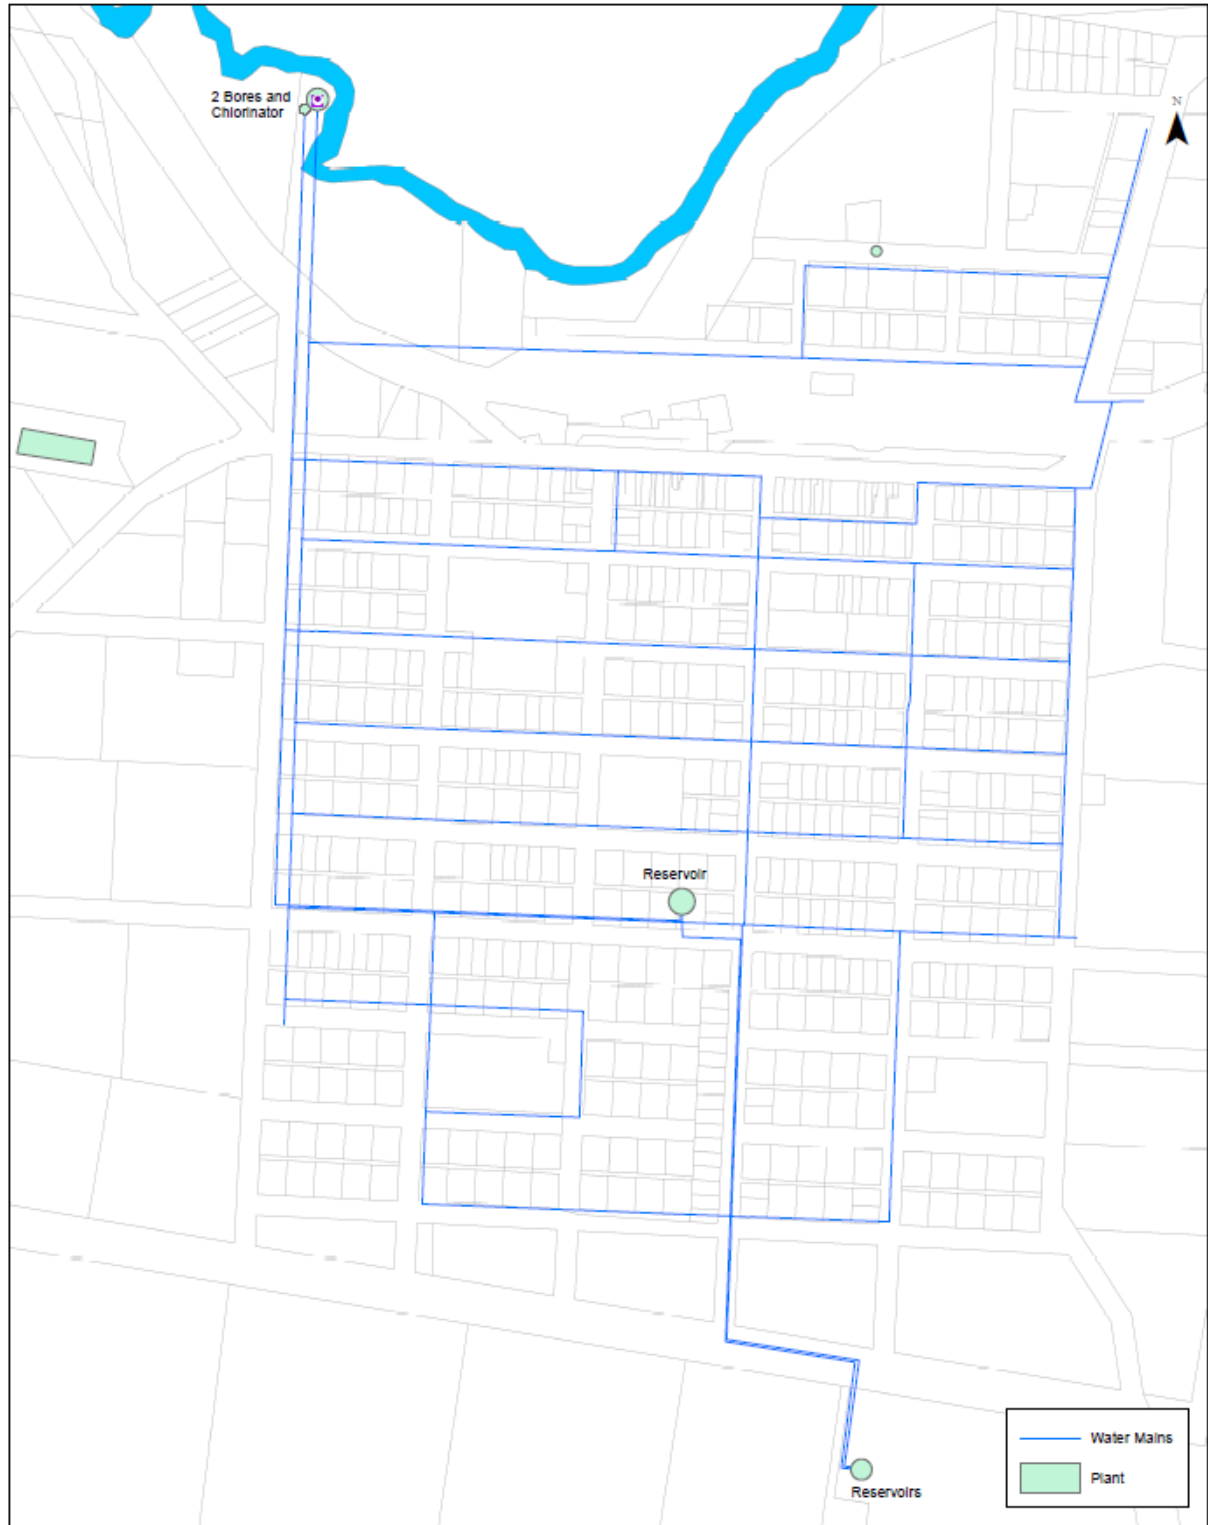 2 Bores and
Chlorinator
N
Reservoir
Water Mains
Plant
Reservoirs